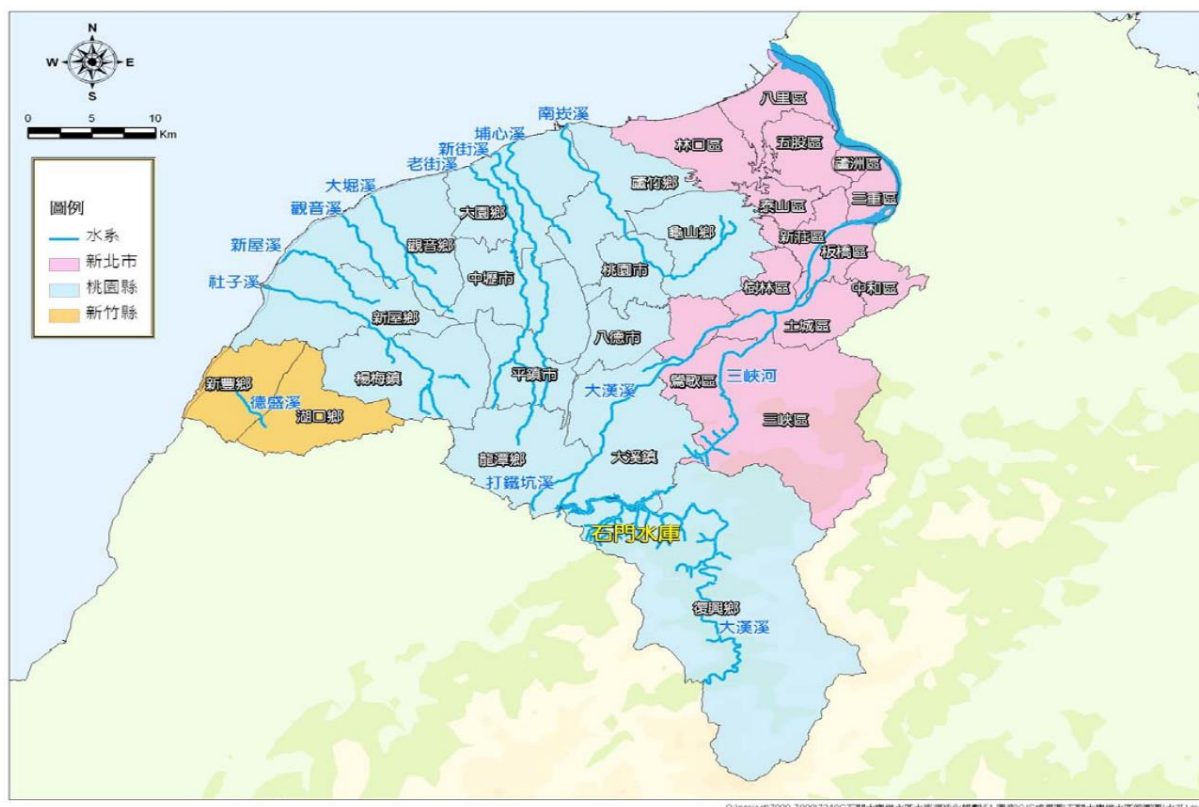 N
W
E
S
0
5
10
Km
圖例
水系
新北市
桃園縣
新竹縣
南崁溪
埔心溪
新街溪
老街溪
大堀溪
觀音溪
新屋溪
社子溪
八里區
林口區
五股區
蘆洲區
三重區
泰山區
新莊區
板橋區
中和區
樹林區
土城區
蘆竹鄉
龜山鄉
大園鄉
觀音鄉
中壢市
桃園市
新屋鄉
八德市
平鎮市
楊梅鎮
新豐鄉
德盛溪
湖口鄉
大漢溪
鶯歌區
三峽河
三峽區
龍潭鄉
大溪鎮
打鐵坑溪
石門水庫
復興鄉
大漢溪